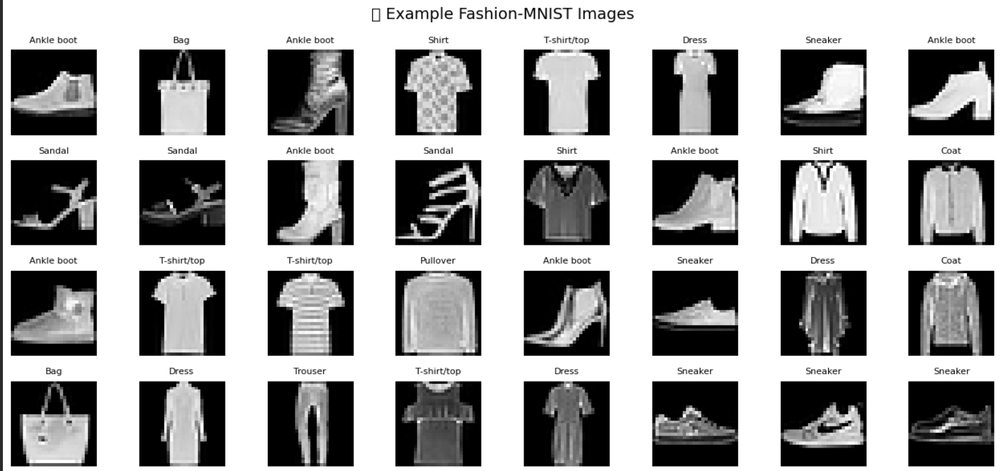 ▯ Example Fashion-MNIST Images
Ankle boot Bag Ankle boot Shirt T-shirt/top Dress Sneaker Ankle boot
Sandal Sandal Ankle boot Sandal Shirt Ankle boot Shirt Coat
Ankle boot T-shirt/top T-shirt/top Pullover Ankle boot Sneaker Dress Coat
Bag Dress Trouser T-shirt/top Dress Sneaker Sneaker Sneaker